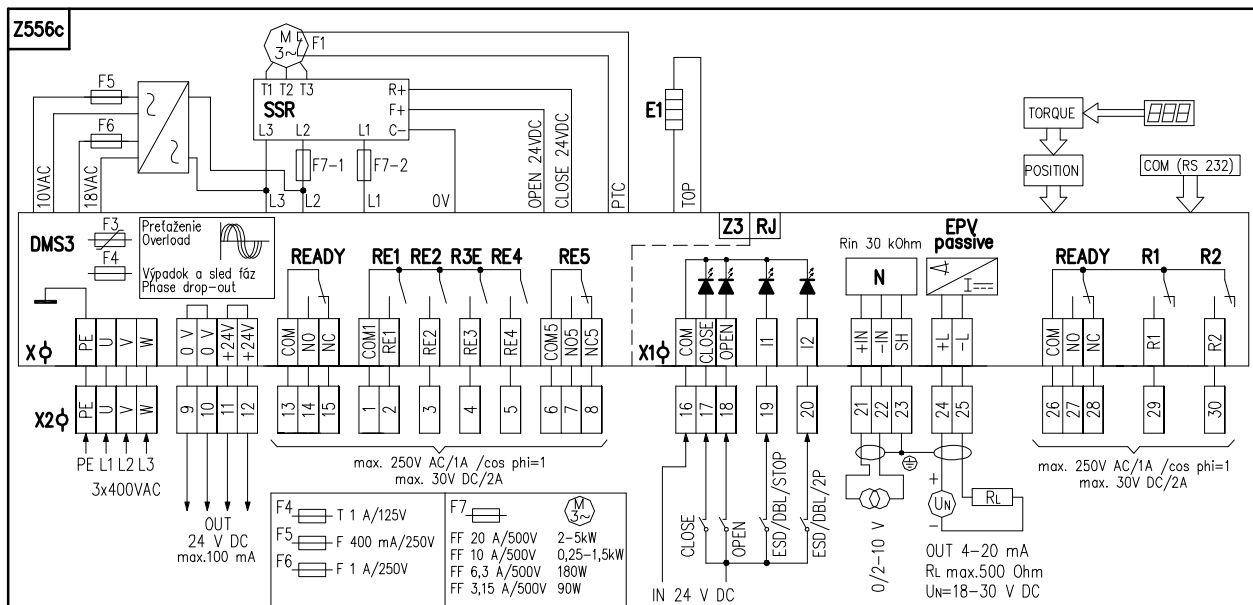 Z556c
M
3~
F1
F5
F6
T1 T2 T3
SSR
R+
F+
C-
L3 L2 L1
F7-1
F7-2
E1
TORQUE
POSITION
COM (RS 232)
10VAC
18VAC
L3
L2
L1
0V
OPEN 24VDC
CLOSE 24VDC
PTC
TOP
DMS3
F3
F4
Preťaženie
Overload
Výpadok a sled fáz
Phase drop-out
READY
RE1 RE2 R3E RE4
RE5
Z3 RJ
Rin 30 kOhm
N
EPV
passive
READY
R1
R2
X
PE U V W
0 V 0 V +24V +24V
COM NO NC
COM1 RE1 RE2 RE3 RE4
COM5 NO5 NC5
X1
COM CLOSE OPEN I1 I2
+IN -IN SH
+L -L
COM NO NC
R1 R2
X2
PE U V W
9 10 11 12
13 14 15
1 2 3 4 5
6 7 8
16 17 18 19 20
21 22 23
24 25
26 27 28 29 30
PE L1 L2 L3
3x400VAC
OUT
24 V DC
max.100 mA
max. 250V AC/1A /cos phi=1
max. 30V DC/2A
F4 T 1 A/125V
F5 F 400 mA/250V
F6 F 1 A/250V
F7
M
3~
FF 20 A/500V 2-5kW
FF 10 A/500V 0,25-1,5kW
FF 6,3 A/500V 180W
FF 3,15 A/500V 90W
CLOSE
OPEN
ESD/DBL/STOP
ESD/DBL/2P
IN 24 V DC
0/2-10 V
+
UN
-
RL
OUT 4-20 mA
RL max.500 Ohm
UN=18-30 V DC
max. 250V AC/1A /cos phi=1
max. 30V DC/2A